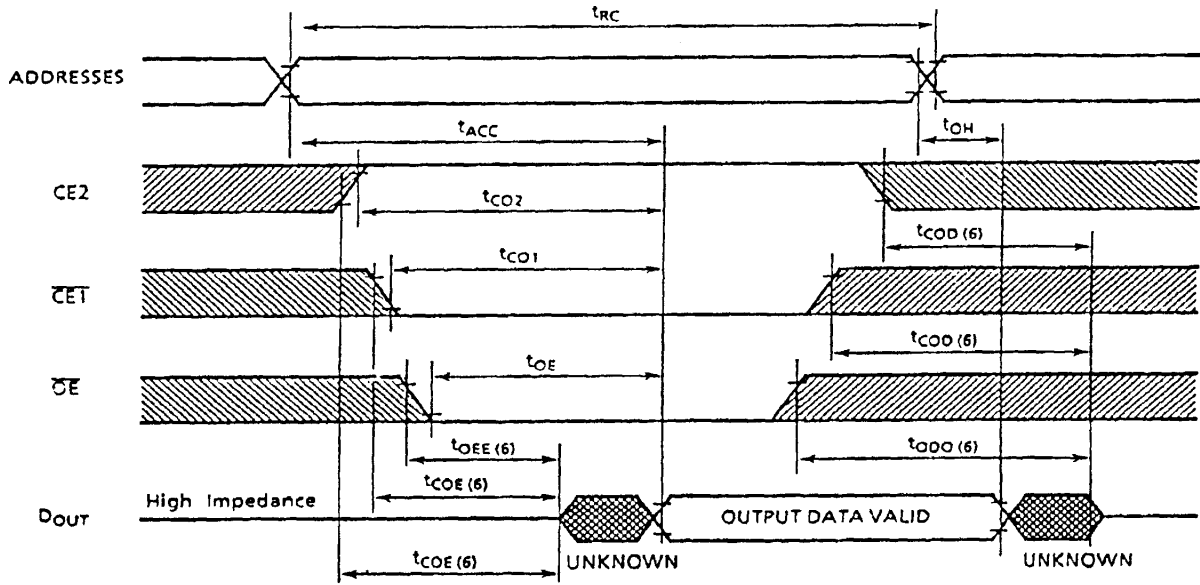 tRC
ADDRESSES
tACC
tOH
CE2
tCO2
tCOD (6)
CE1
tCO1
tCOD (6)
OE
tOE
tOEE (6)
tODO (6)
DOUT
High Impedance
tCOE (6)
OUTPUT DATA VALID
UNKNOWN
UNKNOWN
tCOE (6)